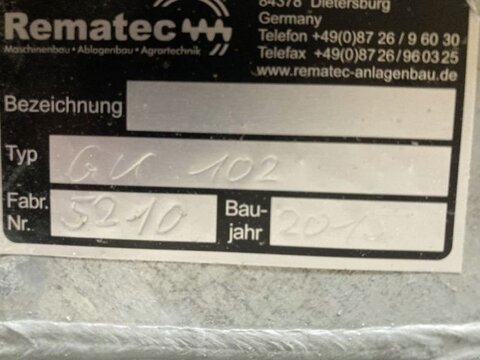 Rematec
Maschinenbau • Ablagenbau • Agrartechnik
84378 Dietersburg
Germany
Telefon +49(0)87 26/9 60 30
Telefax +49(0)87 26/96 03 25
www.rematec-anlagenbau.de
Bezeichnung
Typ GU 102
Fabr. Nr. 5210
Bau-jahr